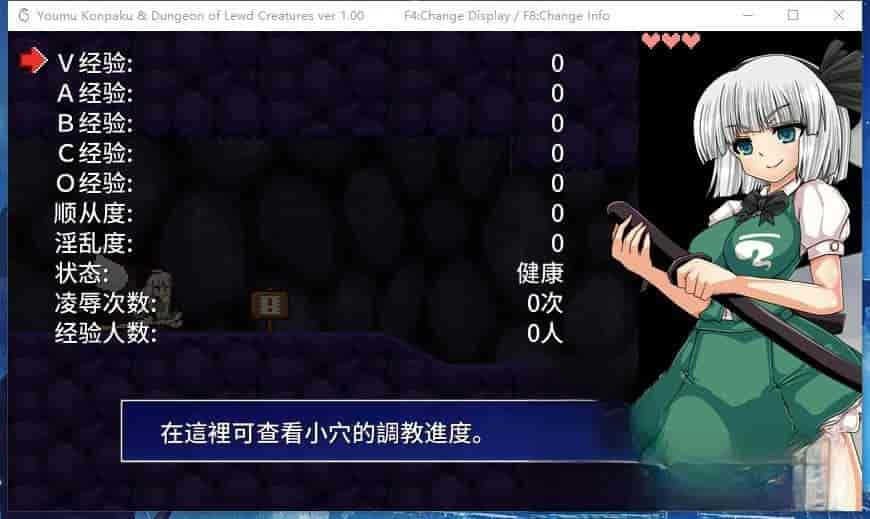 Youmu Konpaku & Dungeon of Lewd Creatures ver 1.00 F4:Change Display / F8:Change Info
V经验: 0
A经验: 0
B经验: 0
C经验: 0
O经验: 0
顺从度: 0
淫乱度: 0
状态: 健康
凌辱次数: 0次
经验人数: 0人
在這裡可查看小穴的調教進度。